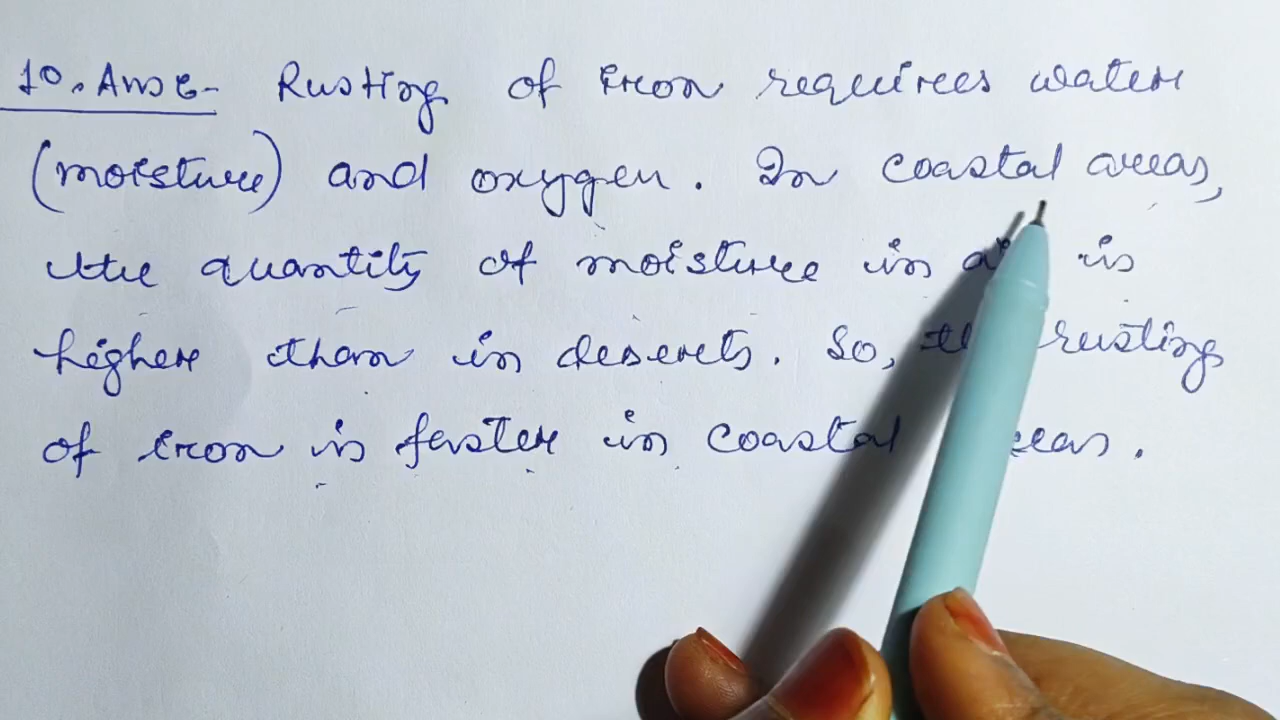 10. Ans:- Rusting of iron requires water
(moisture) and oxygen. In coastal areas,
the quantity of moisture in is
higher than in deserts. So, rusting
of iron is faster in coastal